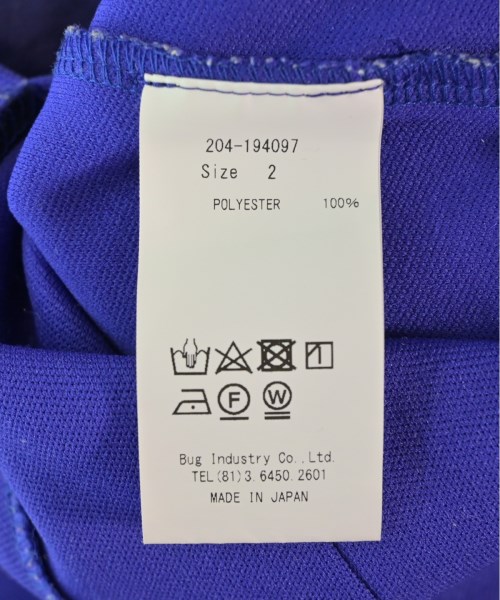 204-194097
Size 2
POLYESTER 100%
F W
Bug Industry Co.,Ltd.
TEL(81)3.6450.2601
MADE IN JAPAN